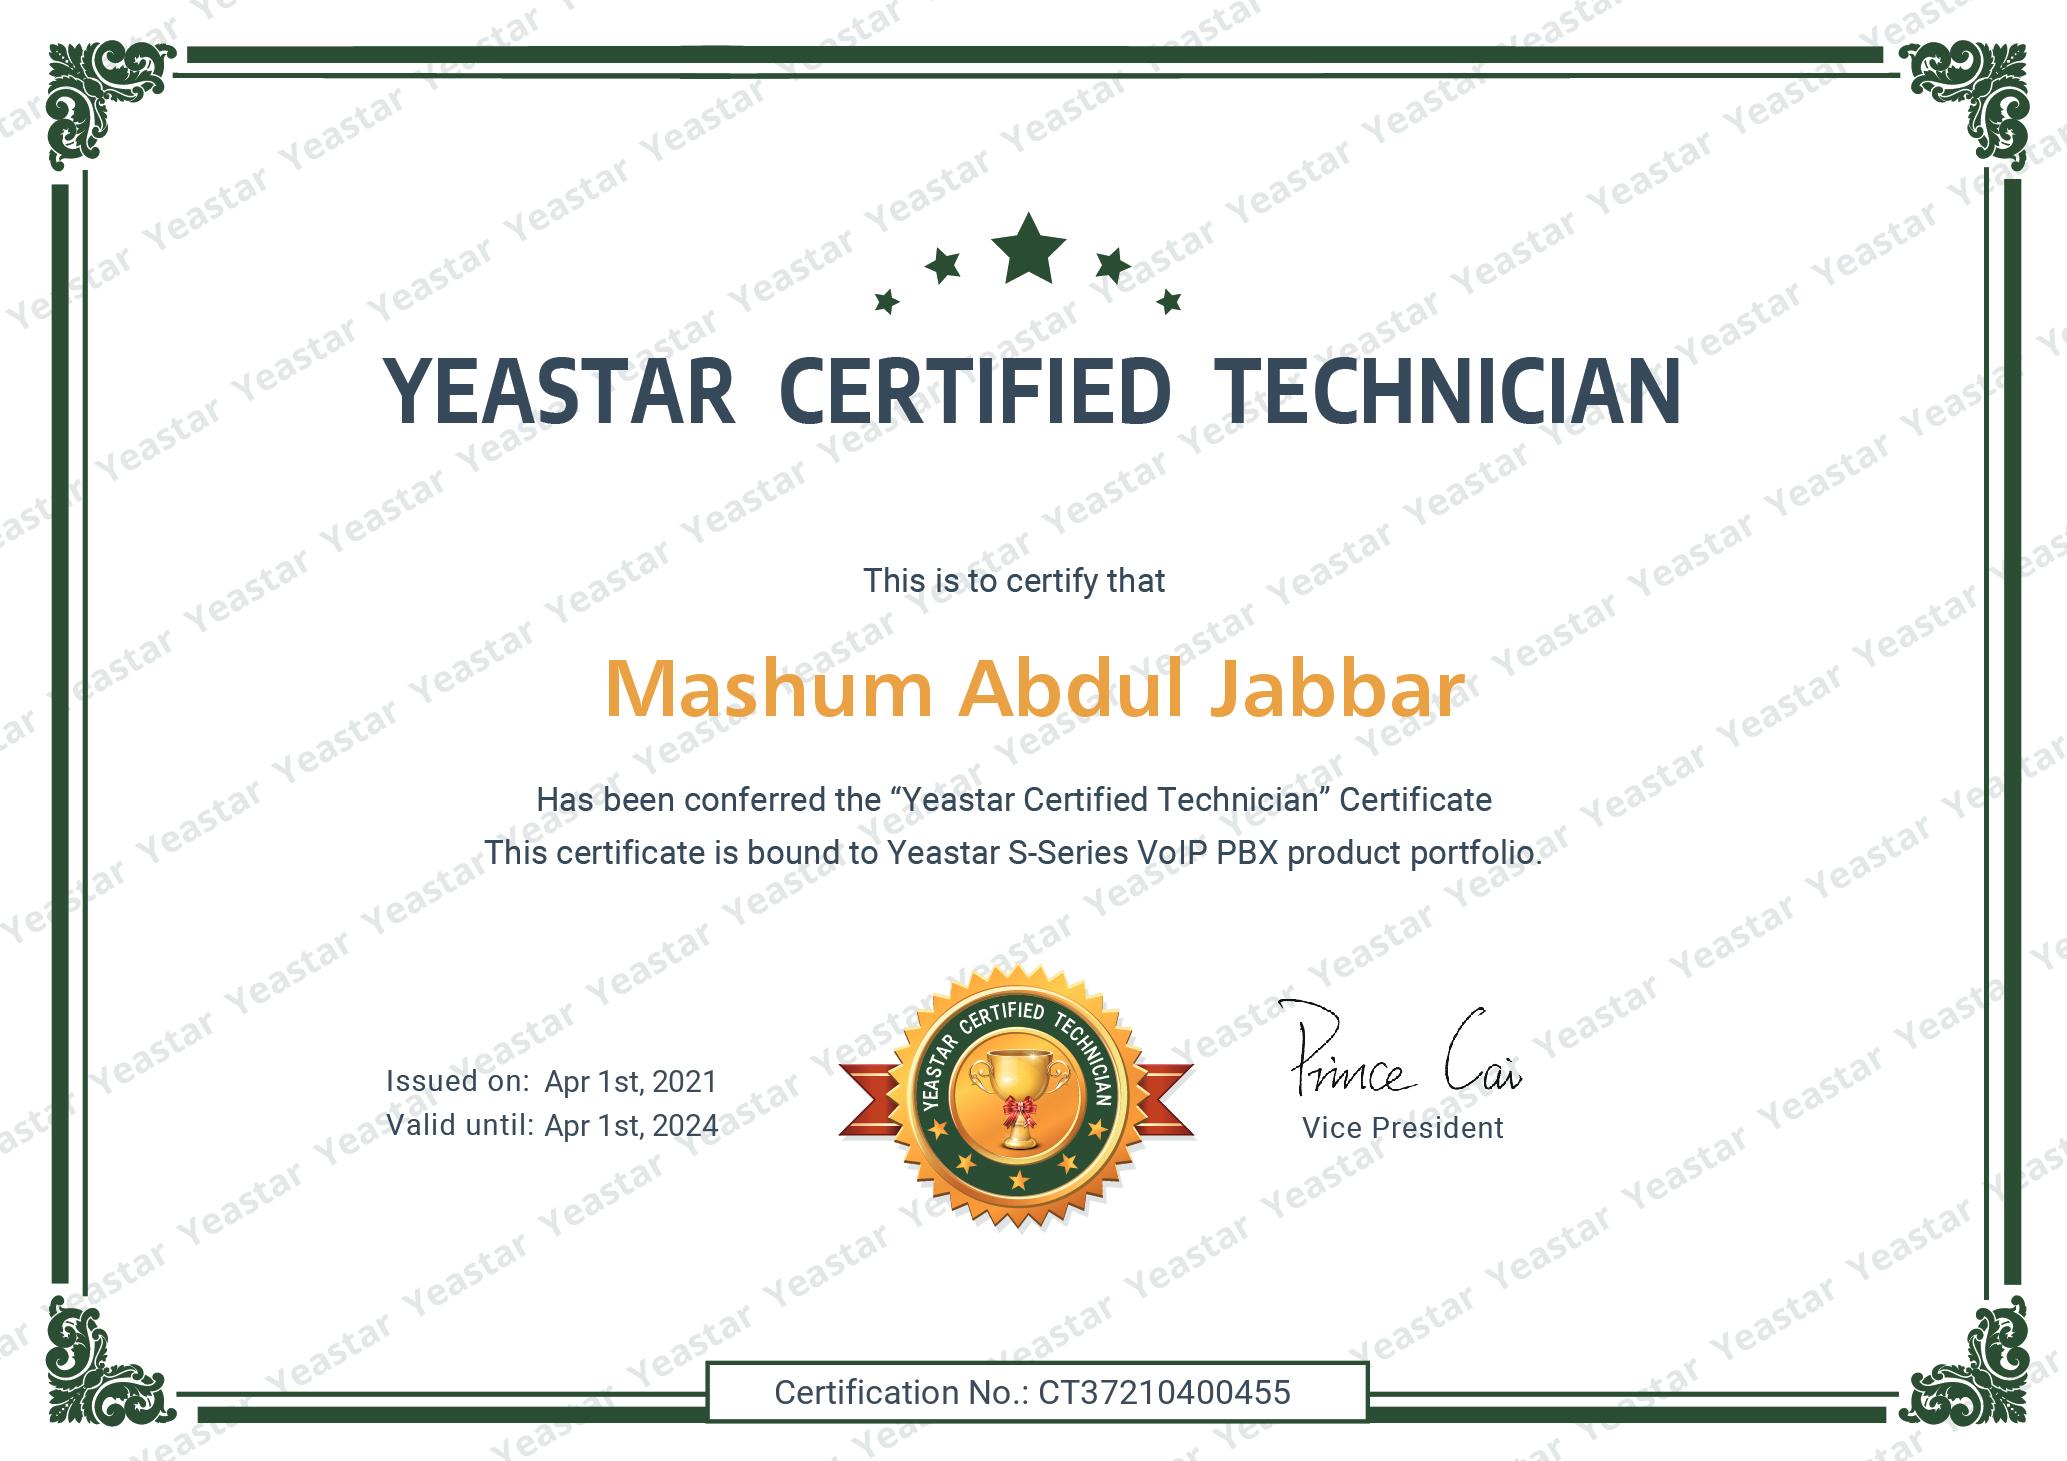 YEASTAR CERTIFIED TECHNICIAN
This is to certify that
Mashum Abdul Jabbar
Has been conferred the “Yeastar Certified Technician” Certificate
This certificate is bound to Yeastar S-Series VoIP PBX product portfolio.
Issued on: Apr 1st, 2021
Valid until: Apr 1st, 2024
YEASTAR CERTIFIED TECHNICIAN
Prince Cai
Vice President
Certification No.: CT37210400455
Yeastar